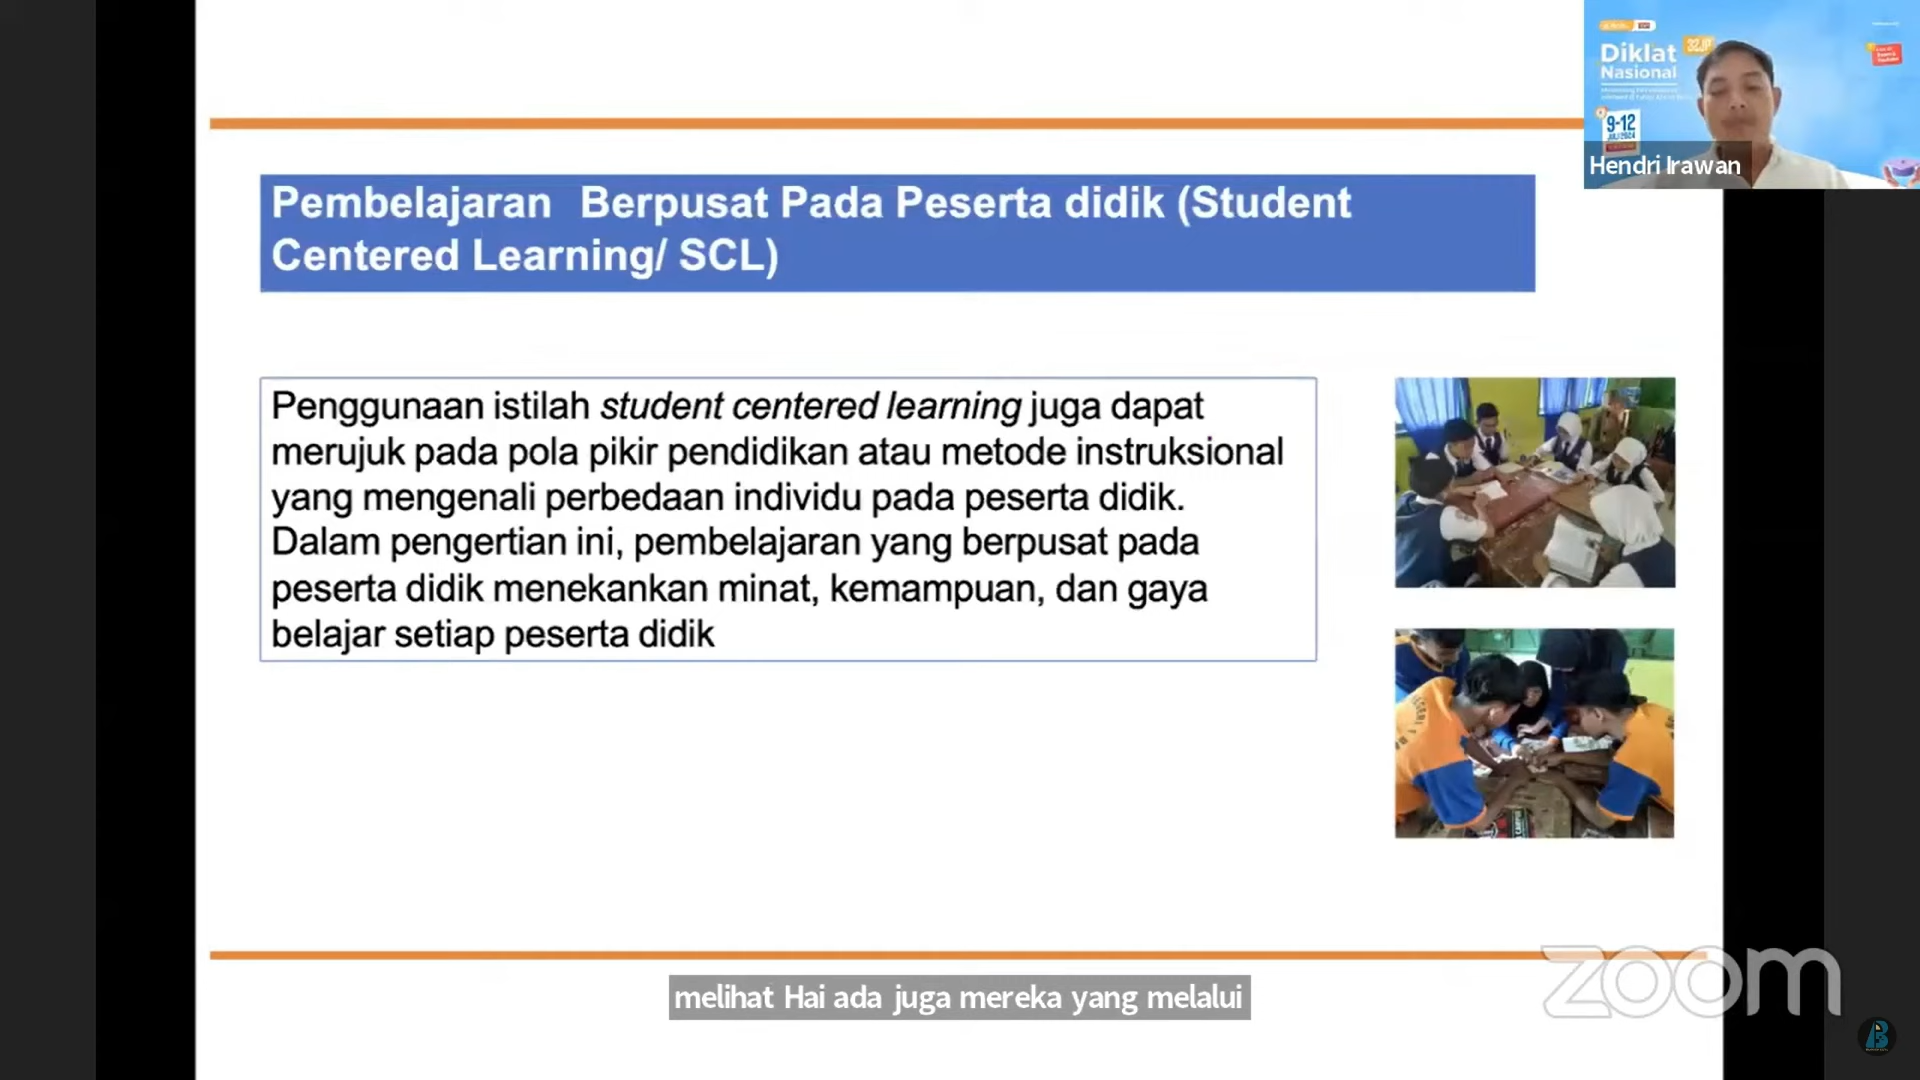 Diklat
32JP
Nasional
9-12
JULI 2024
Hendri Irawan
Pembelajaran Berpusat Pada Peserta didik (Student
Centered Learning/ SCL)
Penggunaan istilah student centered learning juga dapat
merujuk pada pola pikir pendidikan atau metode instruksional
yang mengenali perbedaan individu pada peserta didik.
Dalam pengertian ini, pembelajaran yang berpusat pada
peserta didik menekankan minat, kemampuan, dan gaya
belajar setiap peserta didik
melihat Hai ada juga mereka yang melalui
zoom